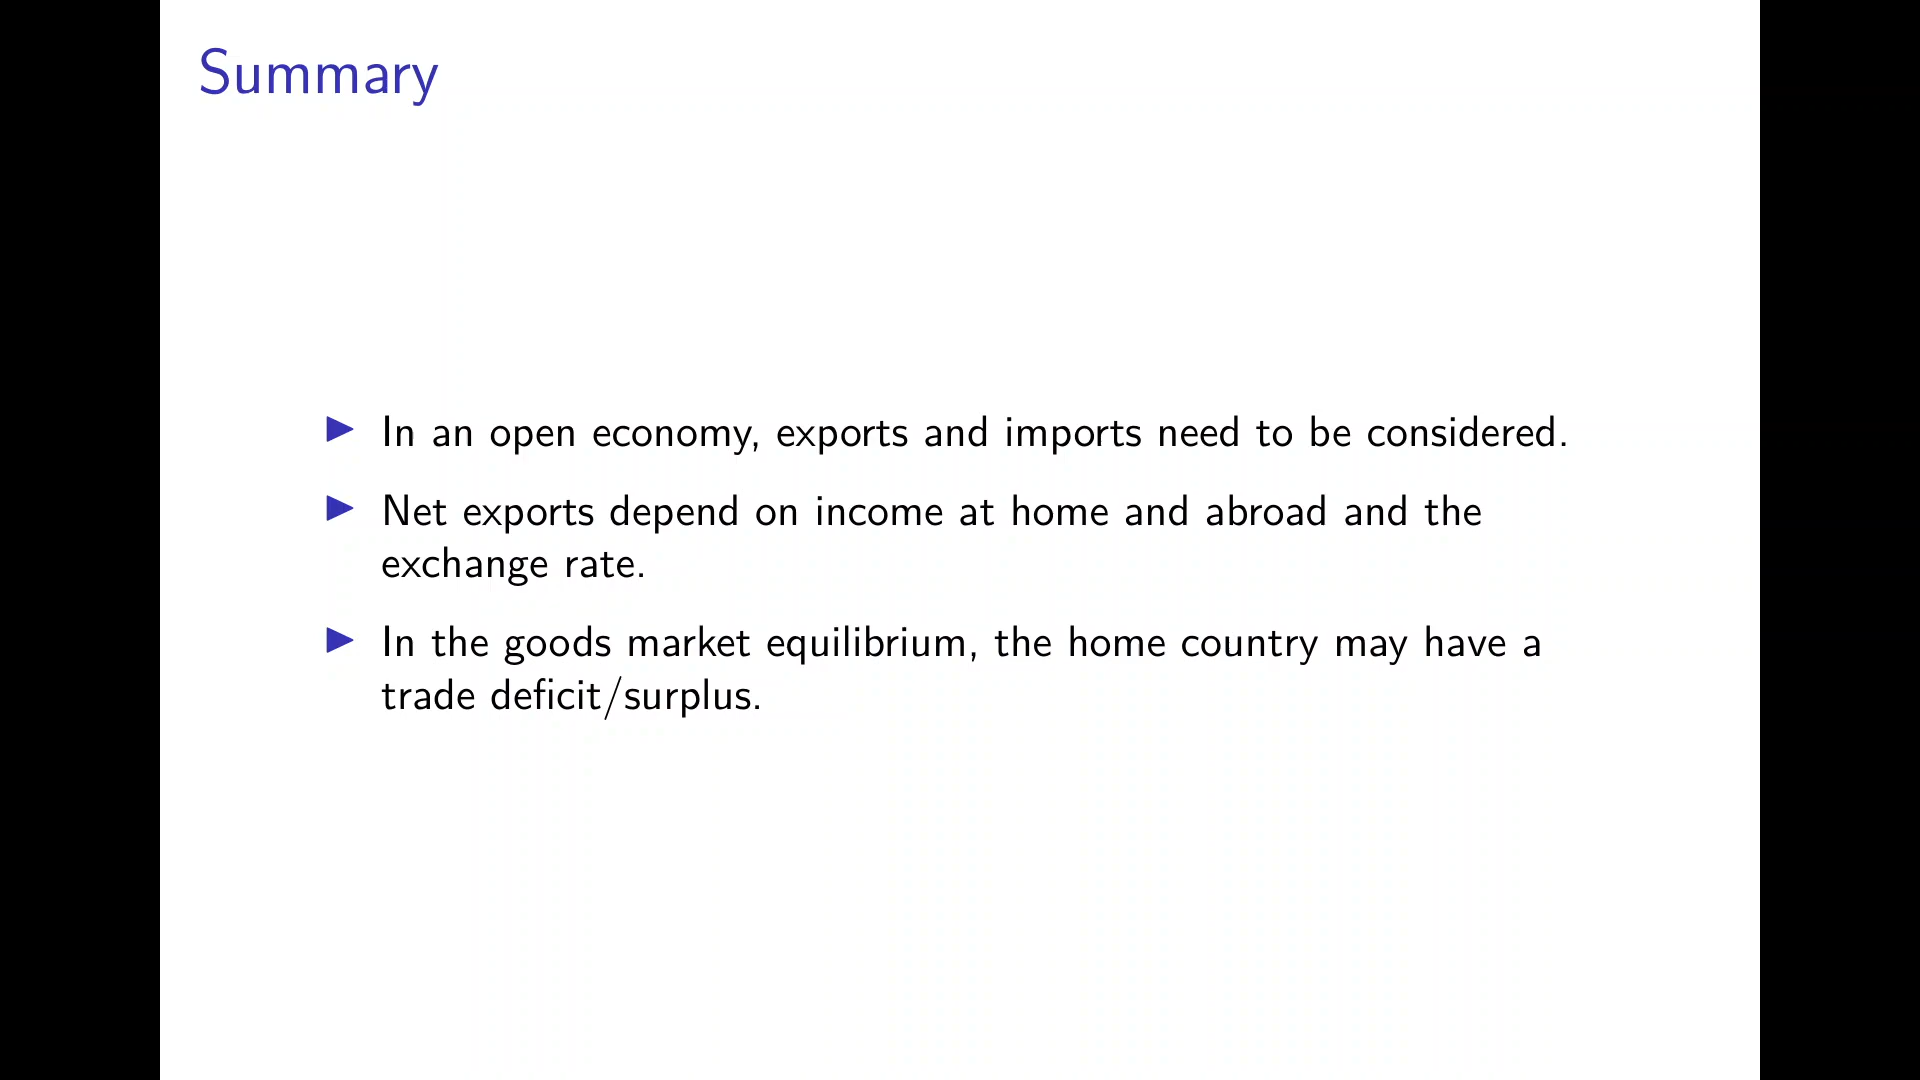 Summary
In an open economy, exports and imports need to be considered.
Net exports depend on income at home and abroad and the
exchange rate.
In the goods market equilibrium, the home country may have a
trade deficit/surplus.